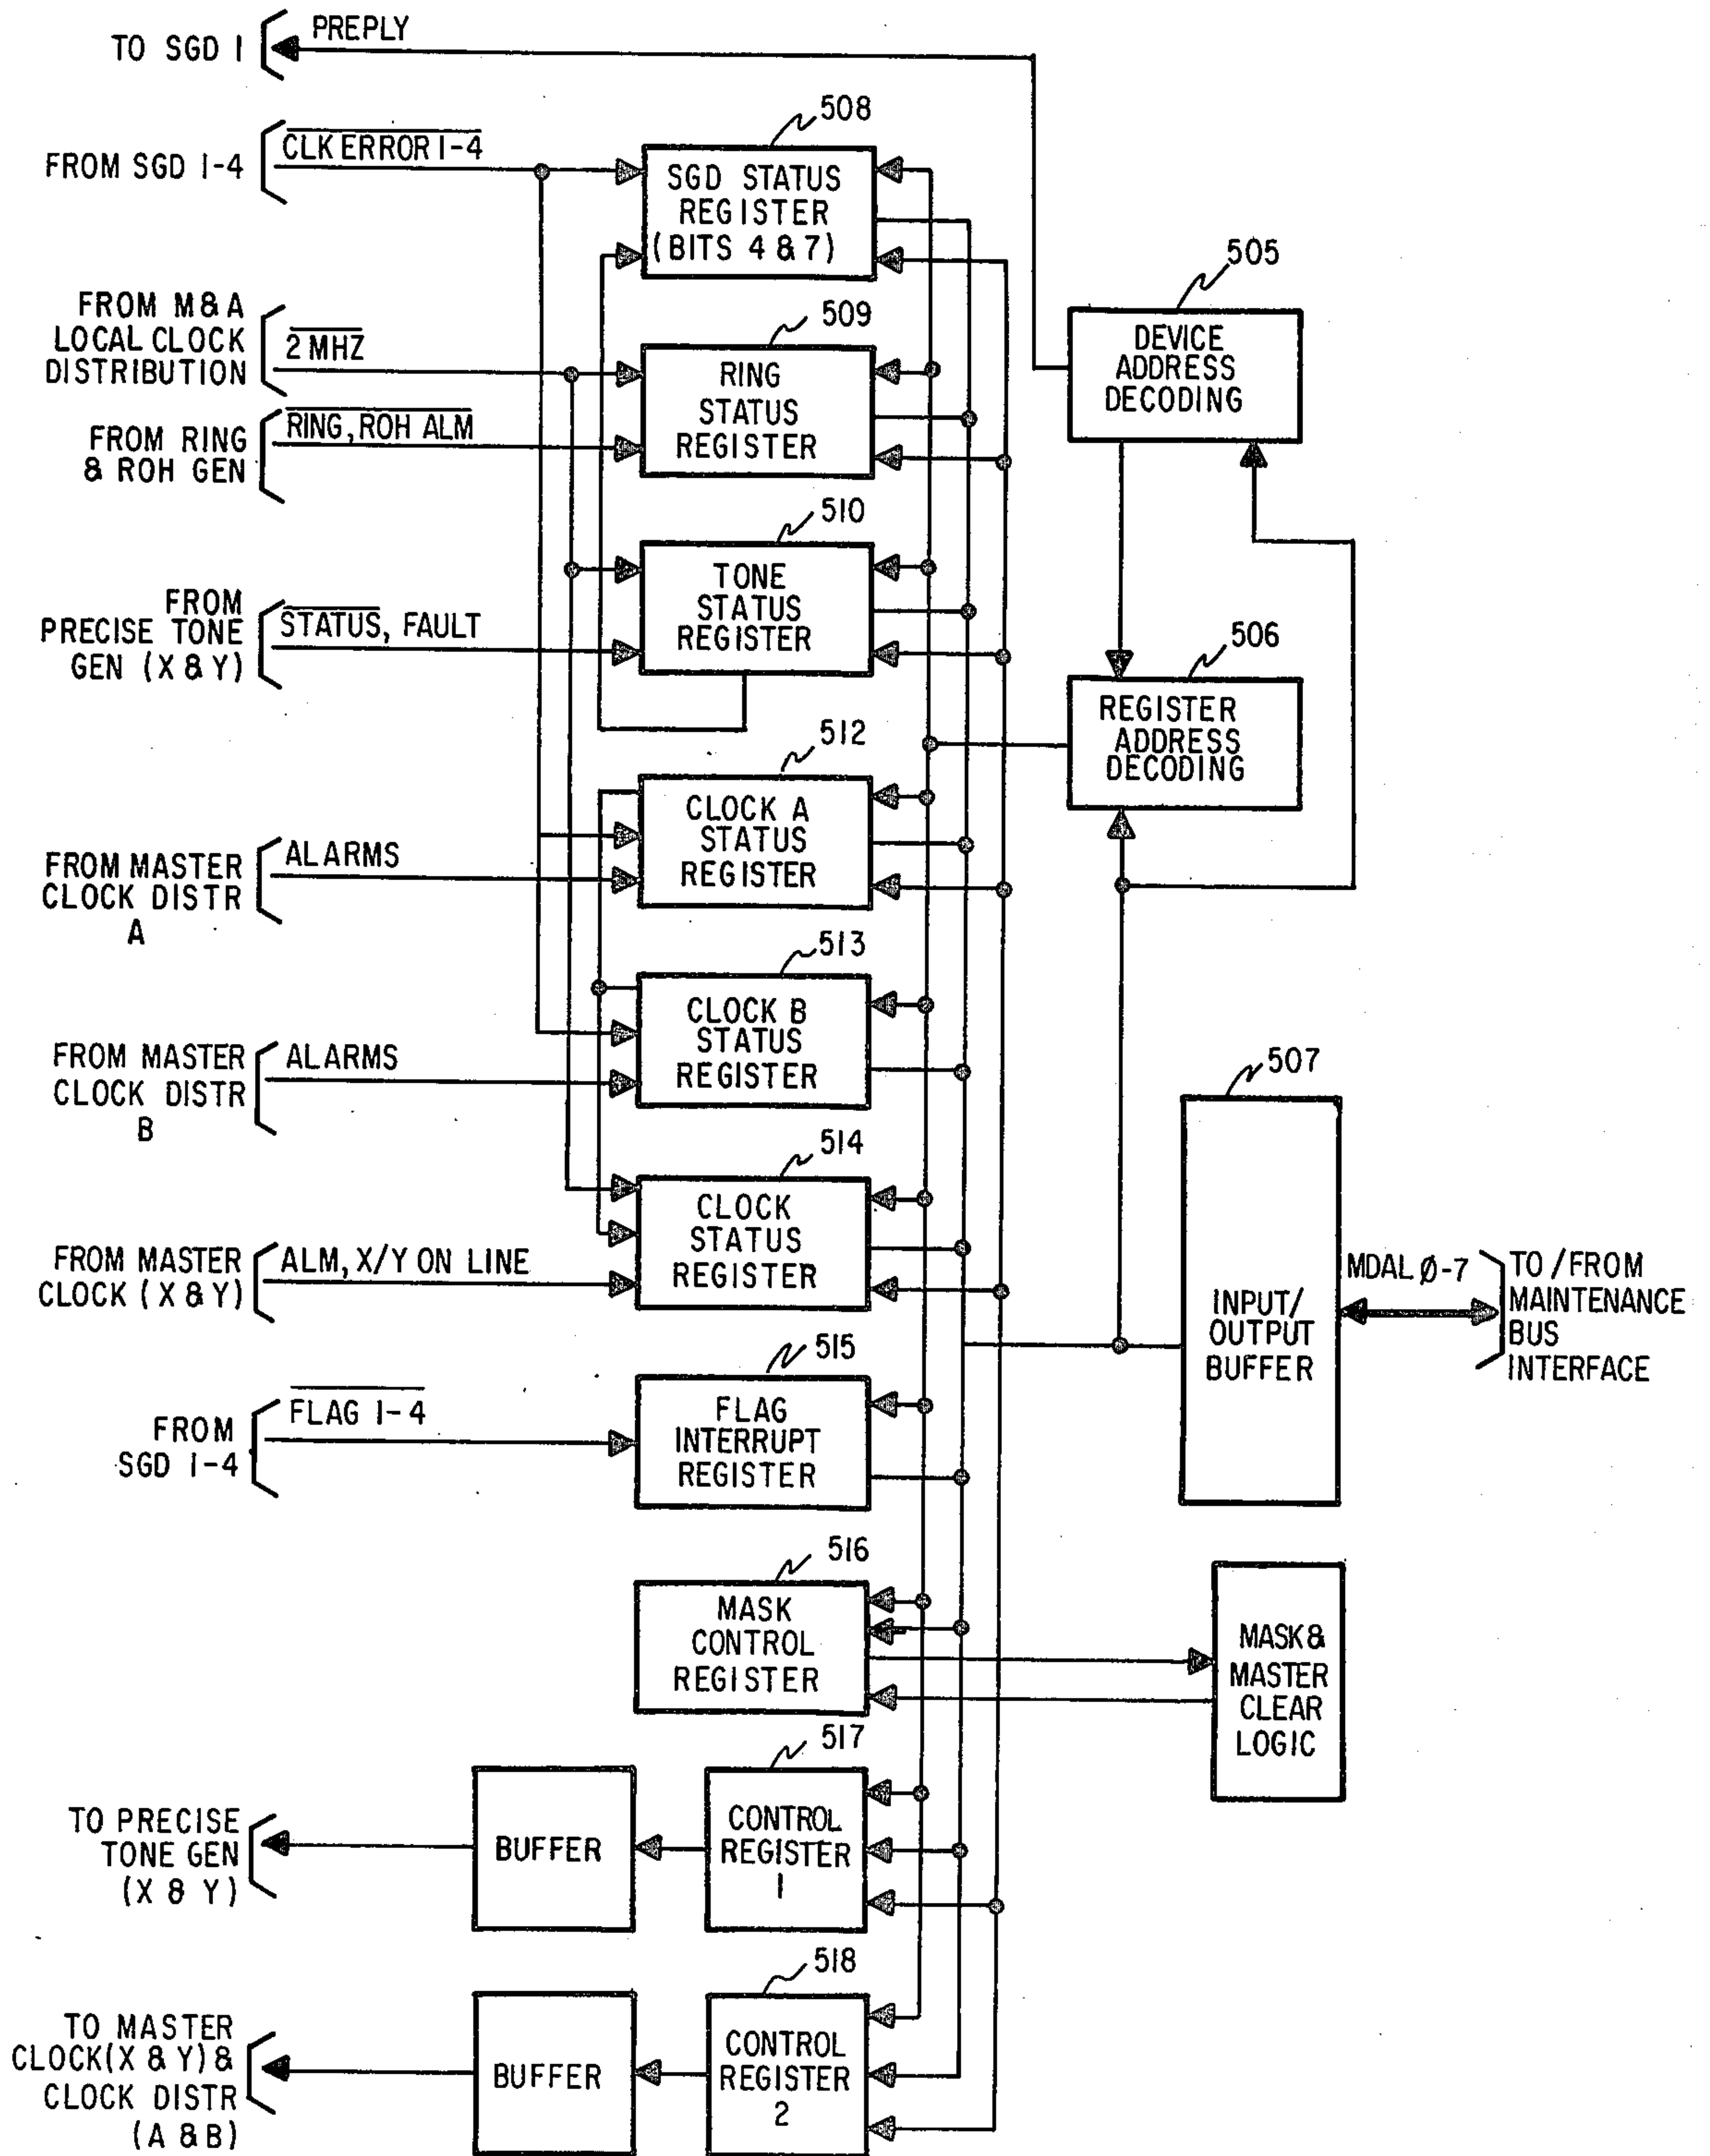 TO SGD 1
PREPLY
508
FROM SGD 1-4
CLK ERROR 1-4
SGD STATUS
REGISTER
(BITS 4 & 7)
505
DEVICE
ADDRESS
DECODING
FROM M&A
LOCAL CLOCK
DISTRIBUTION
2 MHZ
509
RING
STATUS
REGISTER
FROM RING
& ROH GEN
RING, ROH ALM
510
TONE
STATUS
REGISTER
FROM
PRECISE TONE
GEN (X & Y)
STATUS, FAULT
506
REGISTER
ADDRESS
DECODING
512
CLOCK A
STATUS
REGISTER
FROM MASTER
CLOCK DISTR
A
ALARMS
513
CLOCK B
STATUS
REGISTER
FROM MASTER
CLOCK DISTR
B
ALARMS
507
INPUT/
OUTPUT
BUFFER
MDAL Ø-7
TO/FROM
MAINTENANCE
BUS
INTERFACE
514
CLOCK
STATUS
REGISTER
FROM MASTER
CLOCK (X & Y)
ALM, X/Y ON LINE
515
FLAG
INTERRUPT
REGISTER
FROM
SGD 1-4
FLAG 1-4
516
MASK
CONTROL
REGISTER
MASK &
MASTER
CLEAR
LOGIC
517
TO PRECISE
TONE GEN
(X & Y)
BUFFER
CONTROL
REGISTER
1
518
TO MASTER
CLOCK(X & Y)&
CLOCK DISTR
(A & B)
BUFFER
CONTROL
REGISTER
2